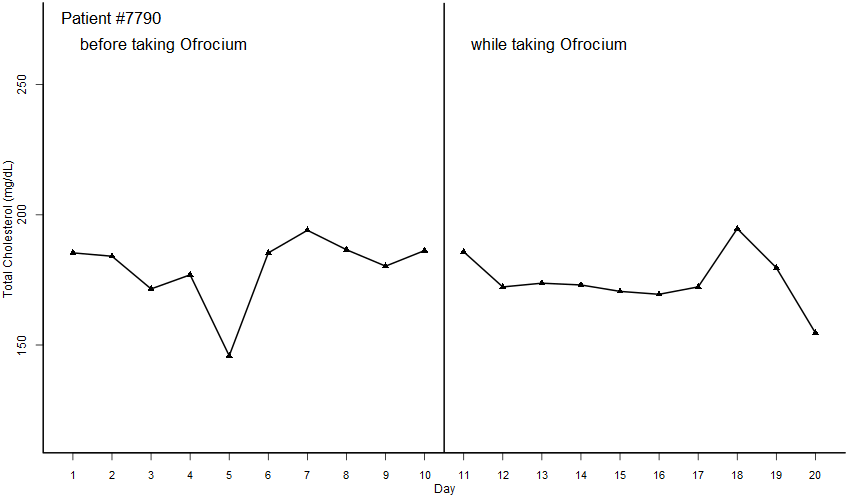 Patient #7790
before taking Ofrocium
while taking Ofrocium
Total Cholesterol (mg/dL)
250
200
150
1 2 3 4 5 6 7 8 9 10 11 12 13 14 15 16 17 18 19 20
Day